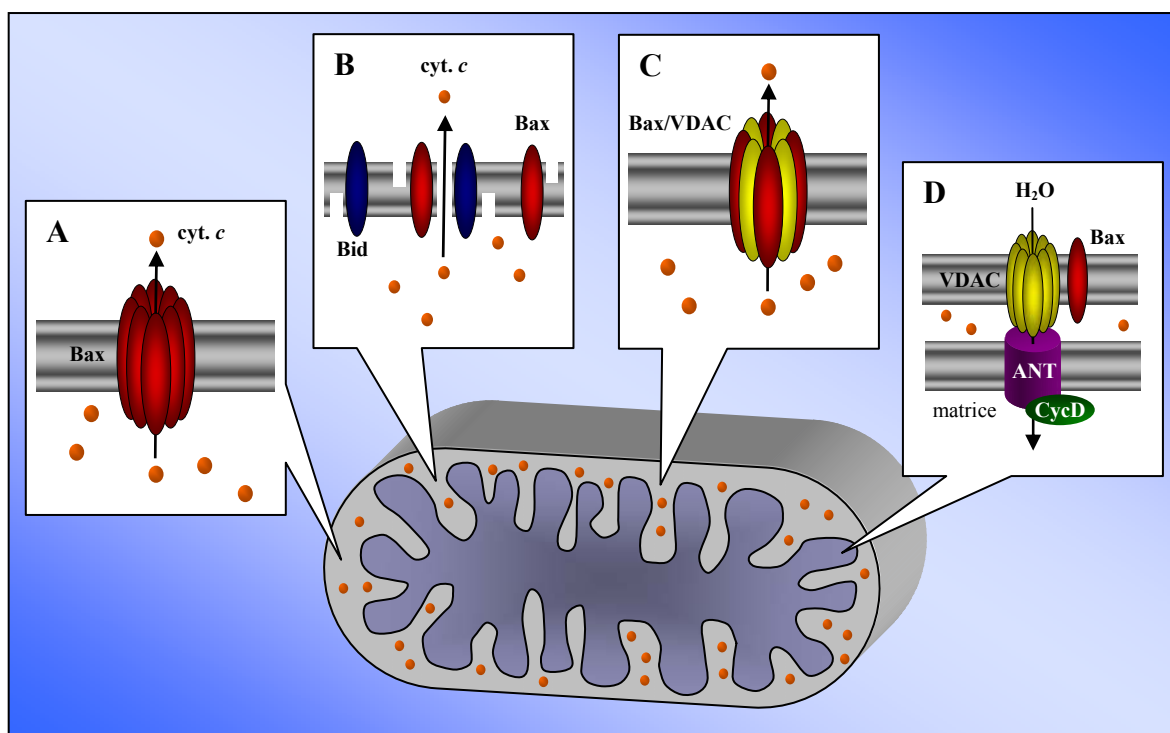 A
cyt. c
Bax
B
cyt. c
Bax
Bid
C
Bax/VDAC
D
H₂O
Bax
VDAC
ANT
matrice
CycD